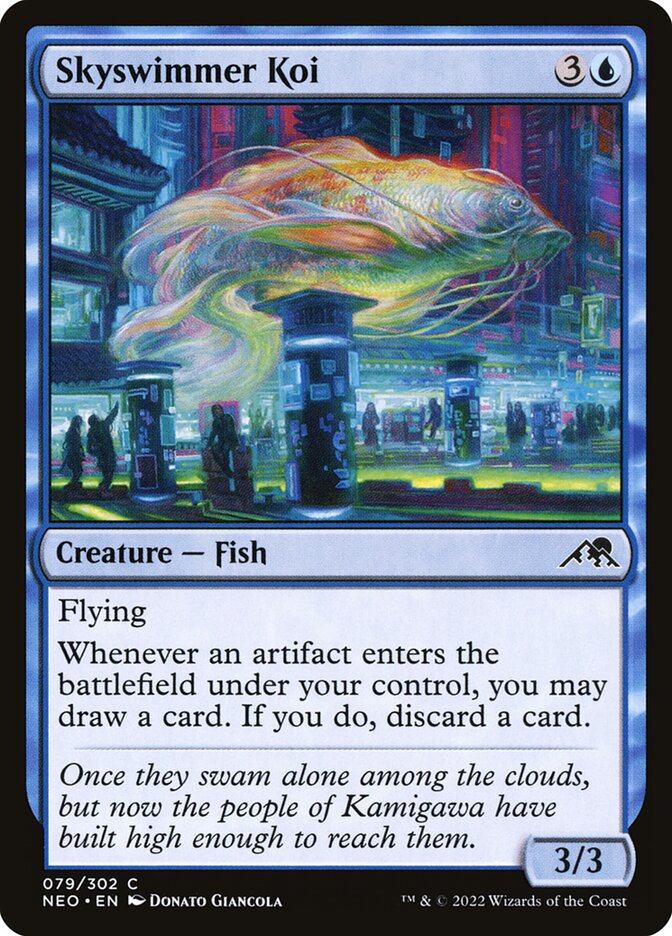 Skyswimmer Koi 3
Creature — Fish
Flying
Whenever an artifact enters the
battlefield under your control, you may
draw a card. If you do, discard a card.
Once they swam alone among the clouds,
but now the people of Kamigawa have
built high enough to reach them.
3/3
079/302 C
NEO • EN Donato Giancola
™ & © 2022 Wizards of the Coast